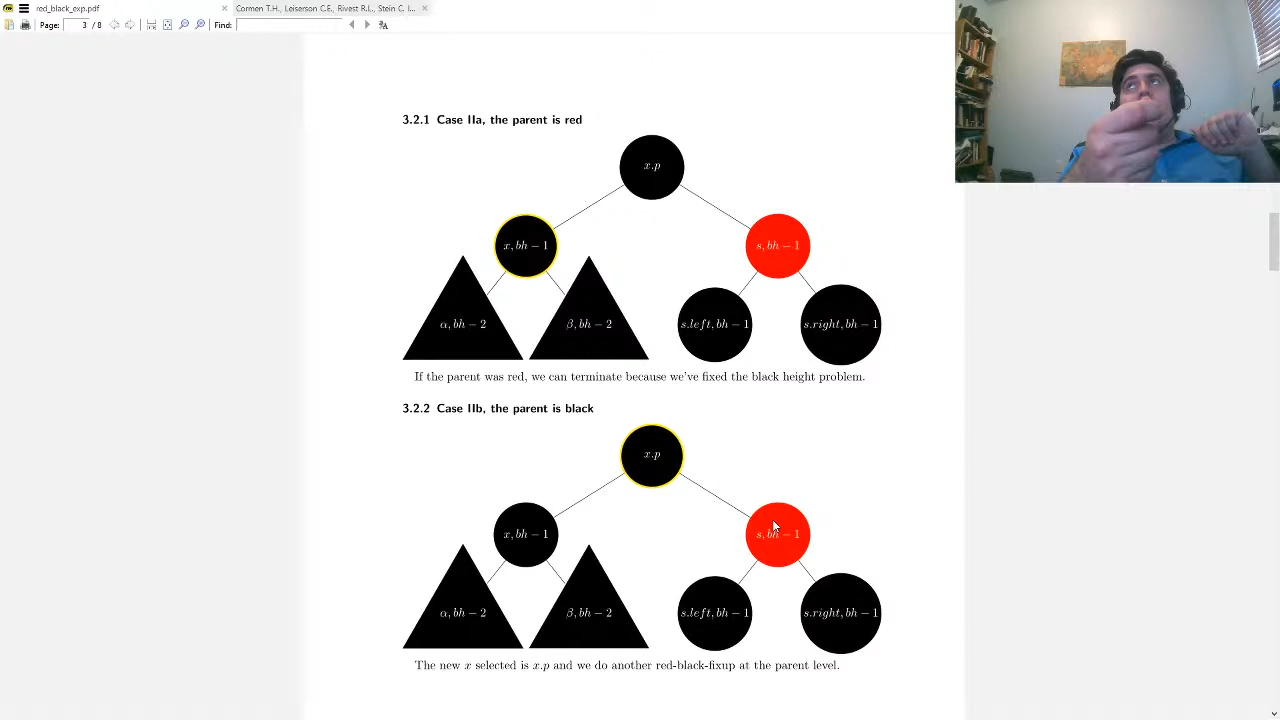 red_black_exp.pdf
Cormen T.H., Leiserson C.E., Rivest R.L., Stein C. I...
Page: 3 / 8 Find:
3.2.1 Case IIa, the parent is red
x.p
x, bh − 1
s, bh − 1
α, bh − 2
β, bh − 2
s.left, bh − 1
s.right, bh − 1
If the parent was red, we can terminate because we've fixed the black height problem.
3.2.2 Case IIb, the parent is black
x.p
x, bh − 1
s, bh − 1
α, bh − 2
β, bh − 2
s.left, bh − 1
s.right, bh − 1
The new x selected is x.p and we do another red-black-fixup at the parent level.